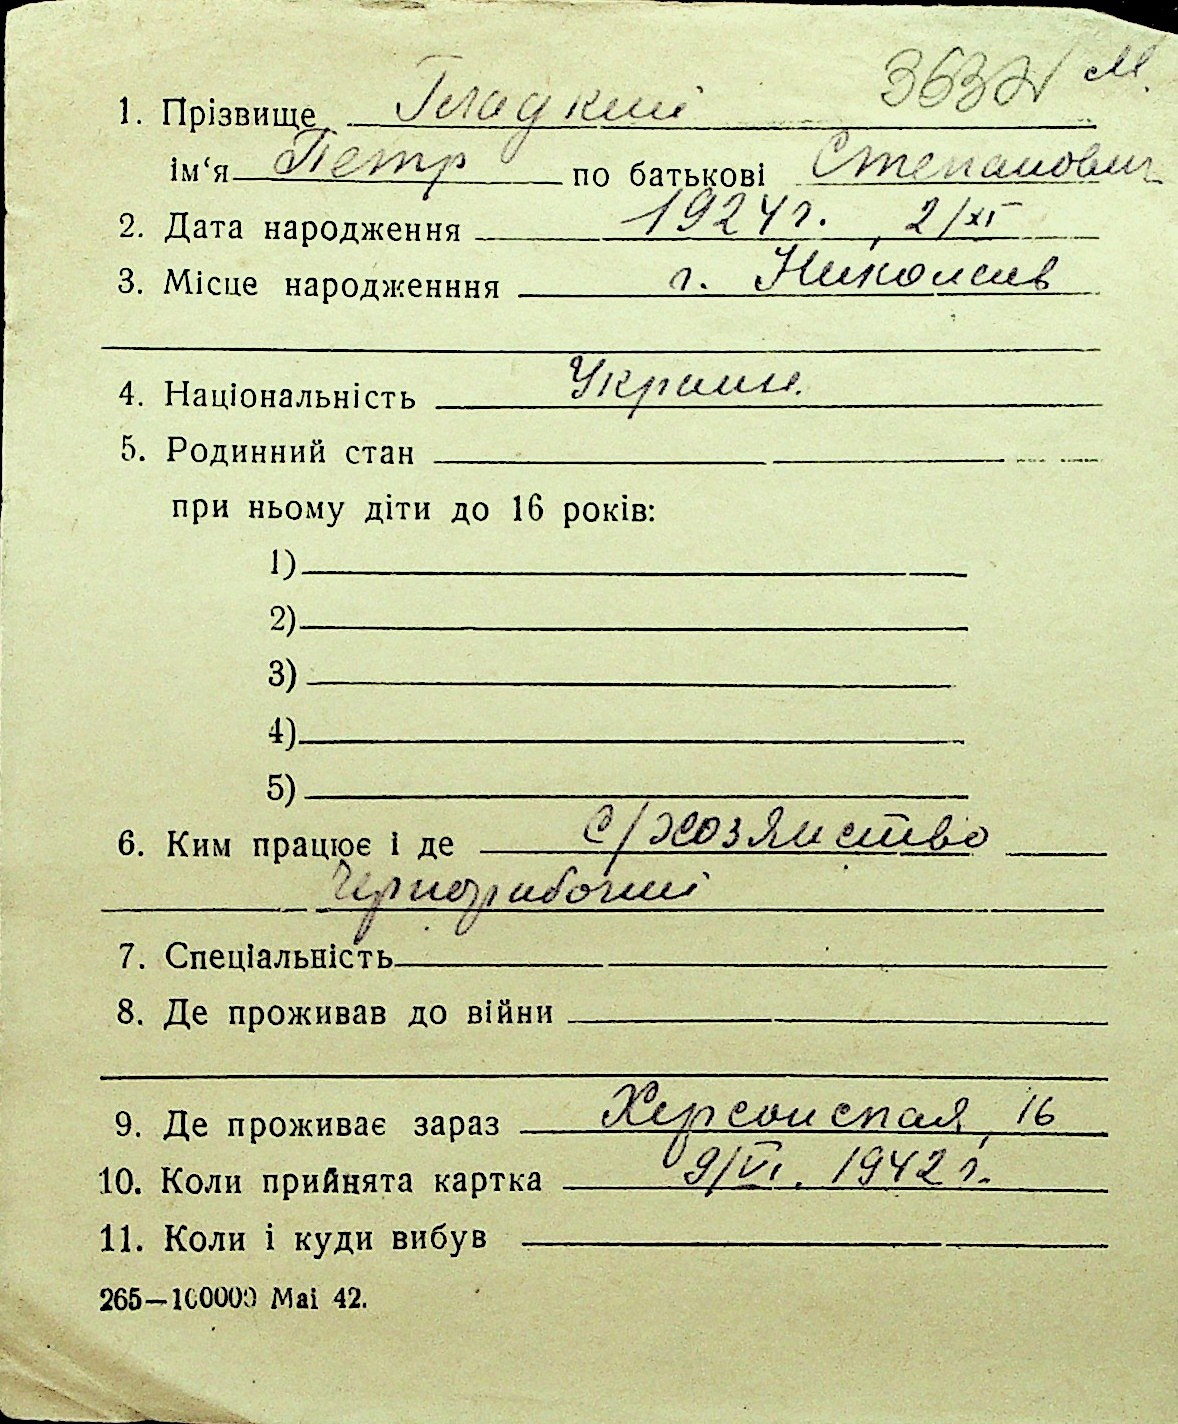 3632 М.
1. Прізвище Гладкий
ім‘я Петр по батькові Степанович
2. Дата народження 1924 г. 2/XI
3. Місце народженння г. Николаев
4. Національність Украин.
5. Родинний стан
при ньому діти до 16 років:
1)
2)
3)
4)
5)
6. Ким працює і де с/хозяйство
Чернорабочий
7. Спеціальність
8. Де проживав до війни
9. Де проживає зараз Херсонская, 16
10. Коли прийнята картка 9/VI. 1942 г.
11. Коли і куди вибув
265—100000 Mai 42.